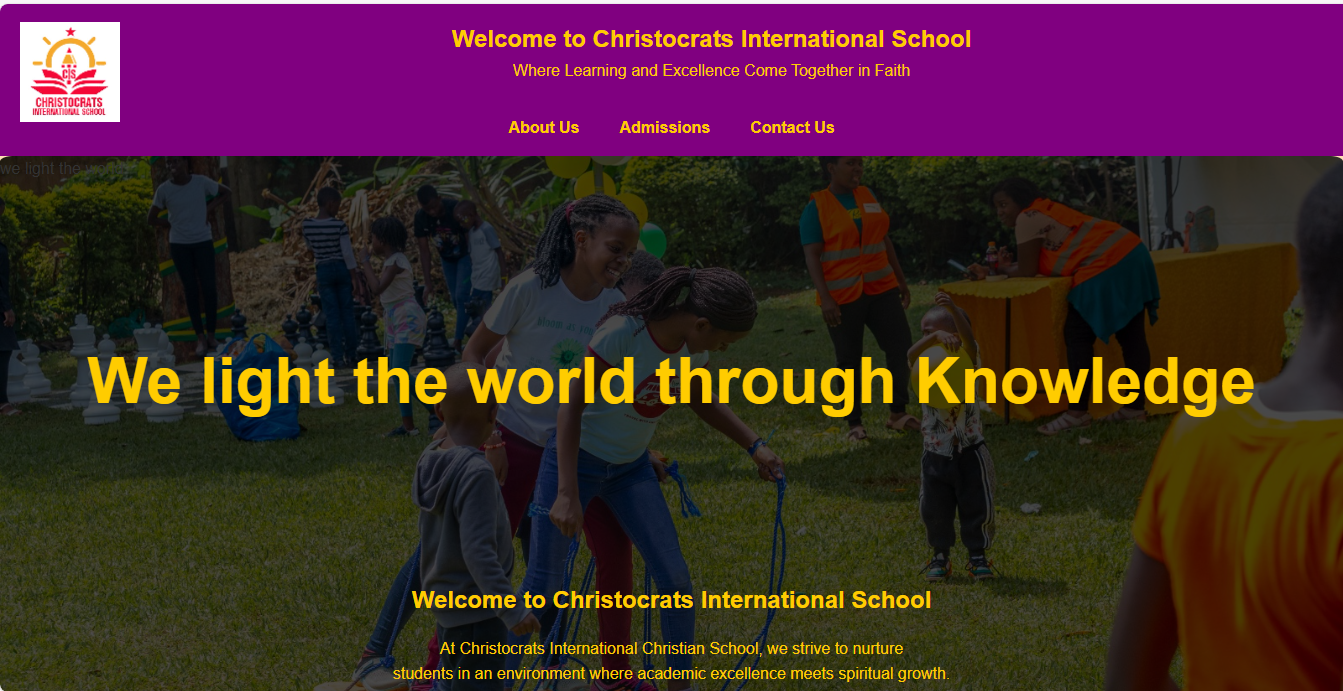 CIS
CHRISTOCRATS
INTERNATIONAL SCHOOL
Welcome to Christocrats International School
Where Learning and Excellence Come Together in Faith
About Us
Admissions
Contact Us
we light the
We light the world through Knowledge
Welcome to Christocrats International School
At Christocrats International Christian School, we strive to nurture
students in an environment where academic excellence meets spiritual growth.